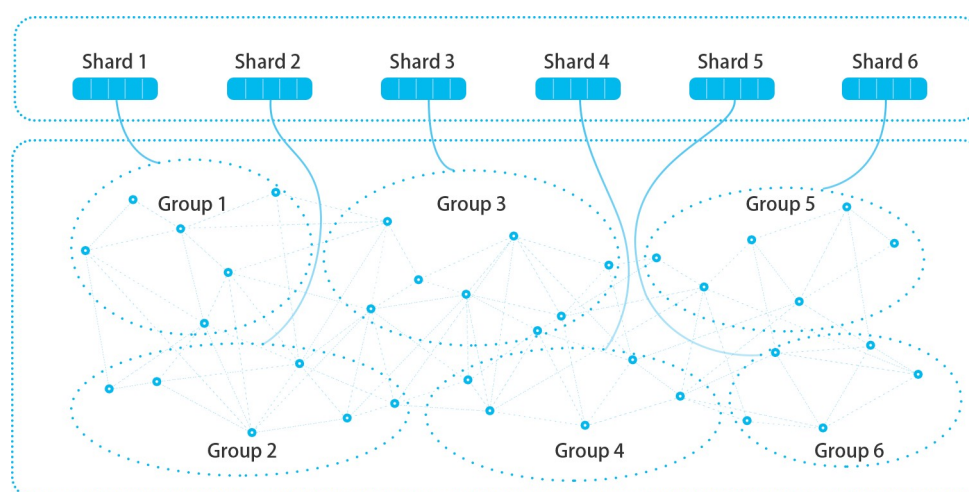 Shard 1
Shard 2
Shard 3
Shard 4
Shard 5
Shard 6
Group 1
Group 3
Group 5
Group 2
Group 4
Group 6